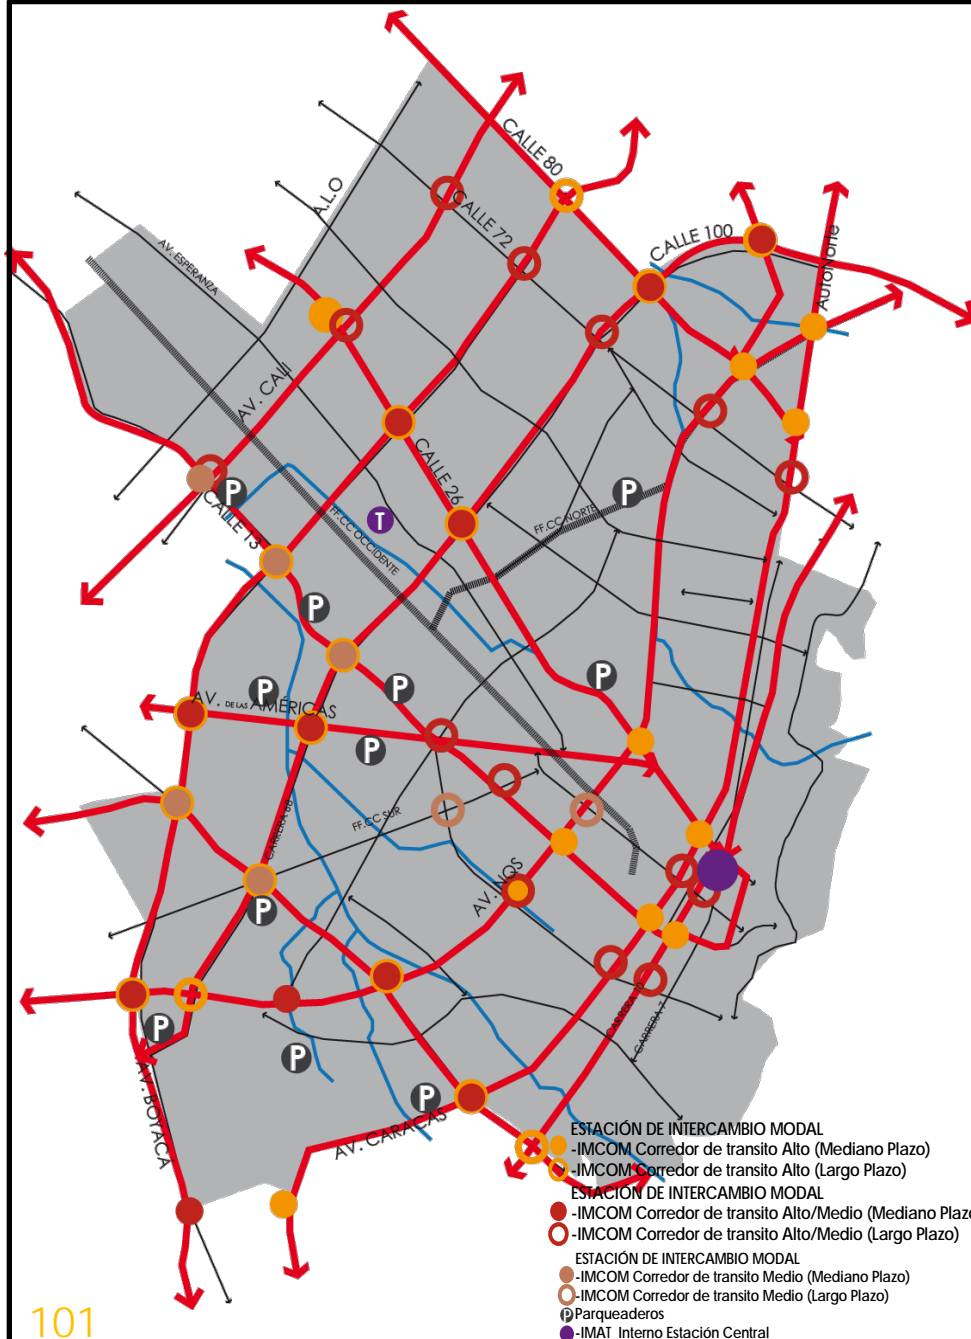 CALLE 80
A.L.O
CALLE 72
CALLE 100
AV. ESPERANZA
AutoNorte
AV. CALI
CALLE 26
P
P
CALLE 13
T
FF.CC NORTE
FF.CC OCCIDENTE
P
P
P
P
AV. DE LAS AMÉRICAS
P
CARRERA 68
FF.CC SUR
AV. NQS
P
CARRERA 10
CARRERA 7
P
P
P
AV. BOYACA
AV. CARACAS
ESTACIÓN DE INTERCAMBIO MODAL
-IMCOM Corredor de transito Alto (Mediano Plazo)
-IMCOM Corredor de transito Alto (Largo Plazo)
ESTACIÓN DE INTERCAMBIO MODAL
-IMCOM Corredor de transito Alto/Medio (Mediano Plazo
-IMCOM Corredor de transito Alto/Medio (Largo Plazo)
ESTACIÓN DE INTERCAMBIO MODAL
-IMCOM Corredor de transito Medio (Mediano Plazo)
-IMCOM Corredor de transito Medio (Largo Plazo)
P Parqueaderos
-IMAT Interno Estación Central
101